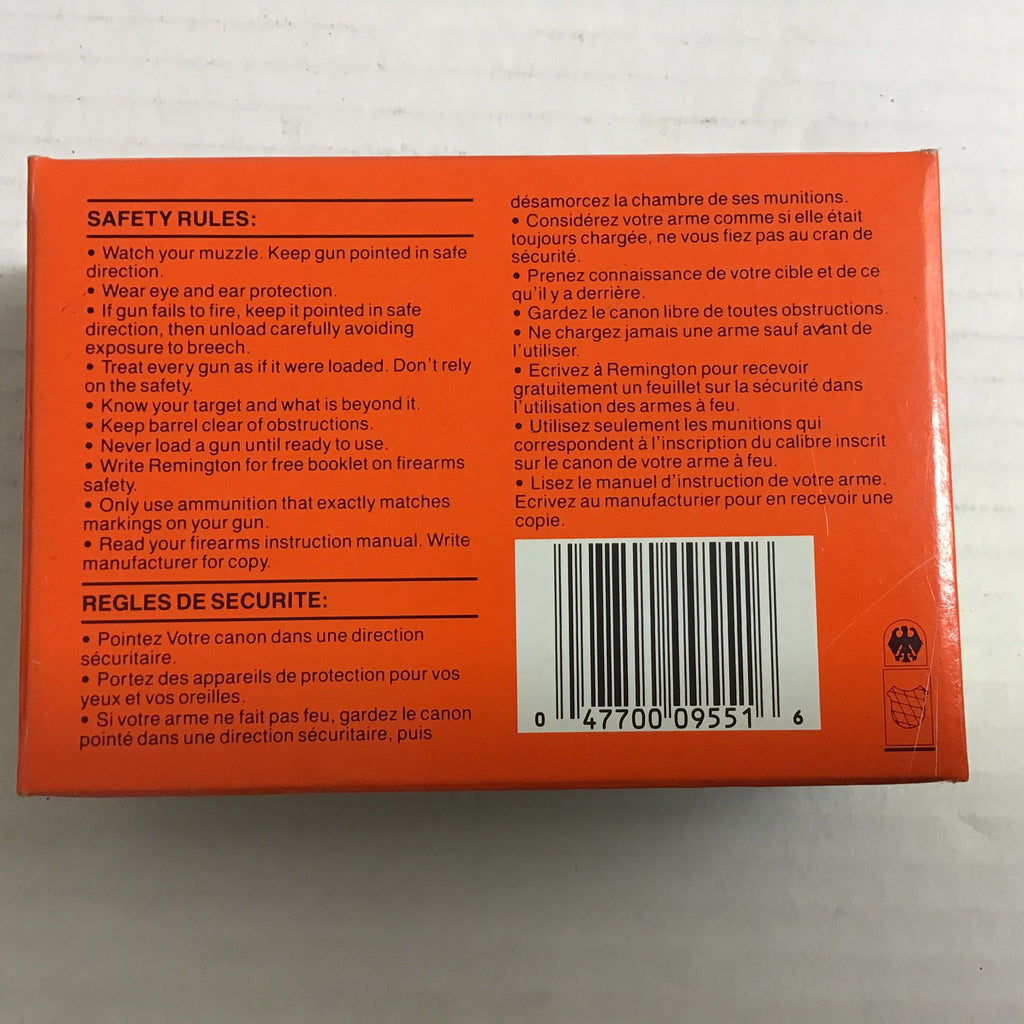 SAFETY RULES:
• Watch your muzzle. Keep gun pointed in safe
direction.
• Wear eye and ear protection.
• If gun fails to fire, keep it pointed in safe
direction, then unload carefully avoiding
exposure to breech.
• Treat every gun as if it were loaded. Don't rely
on the safety.
• Know your target and what is beyond it.
• Keep barrel clear of obstructions.
• Never load a gun until ready to use.
• Write Remington for free booklet on firearms
safety.
• Only use ammunition that exactly matches
markings on your gun.
• Read your firearms instruction manual. Write
manufacturer for copy.
REGLES DE SECURITE:
• Pointez Votre canon dans une direction
sécuritaire.
• Portez des appareils de protection pour vos
yeux et vos oreilles.
• Si votre arme ne fait pas feu, gardez le canon
pointé dans une direction sécuritaire, puis
désamorcez la chambre de ses munitions.
• Considérez votre arme comme si elle était
toujours chargée, ne vous fiez pas au cran de
sécurité.
• Prenez connaissance de votre cible et de ce
qu'il y a derrière.
• Gardez le canon libre de toutes obstructions.
• Ne chargez jamais une arme sauf avant de
l'utiliser.
• Ecrivez à Remington pour recevoir
gratuitement un feuillet sur la sécurité dans
l'utilisation des armes à feu.
• Utilisez seulement les munitions qui
correspondent à l'inscription du calibre inscrit
sur le canon de votre arme à feu.
• Lisez le manuel d'instruction de votre arme.
Ecrivez au manufacturier pour en recevoir une
copie.
0 47700 09551 6